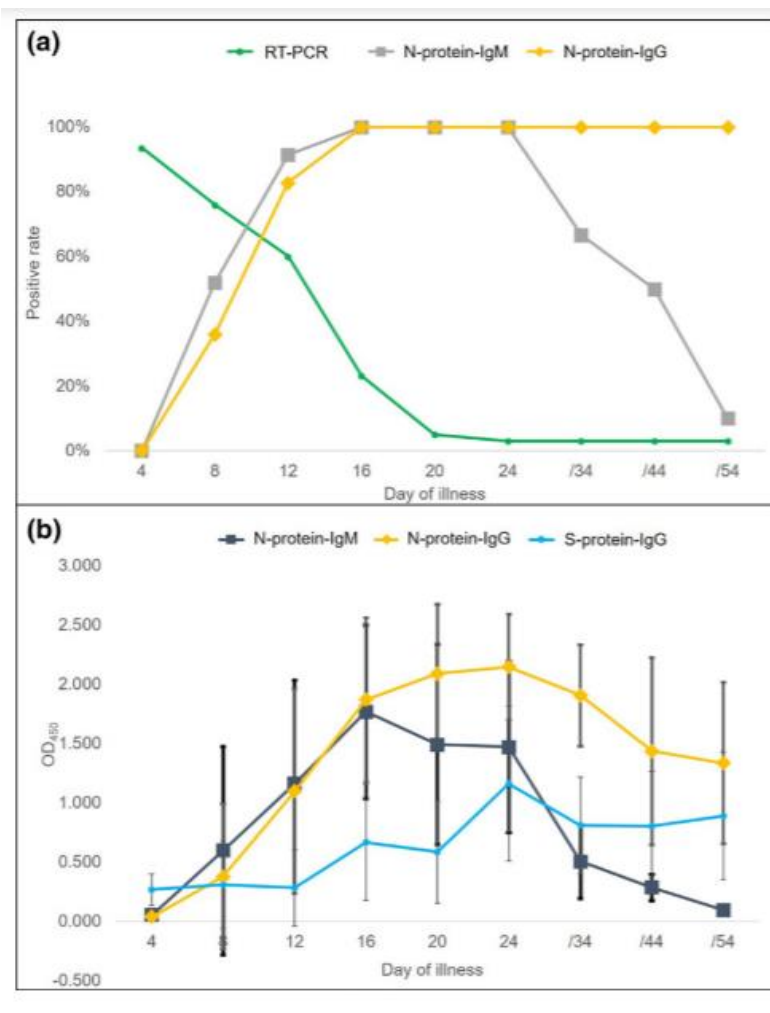 (a)
RT-PCR N-protein-IgM N-protein-IgG
100%
80%
60%
40%
20%
0%
Positive rate
4 8 12 16 20 24 /34 /44 /54
Day of illness
(b)
N-protein-IgM N-protein-IgG S-protein-IgG
3.000
2.500
2.000
1.500
1.000
0.500
0.000
-0.500
OD450
4 8 12 16 20 24 /34 /44 /54
Day of illness